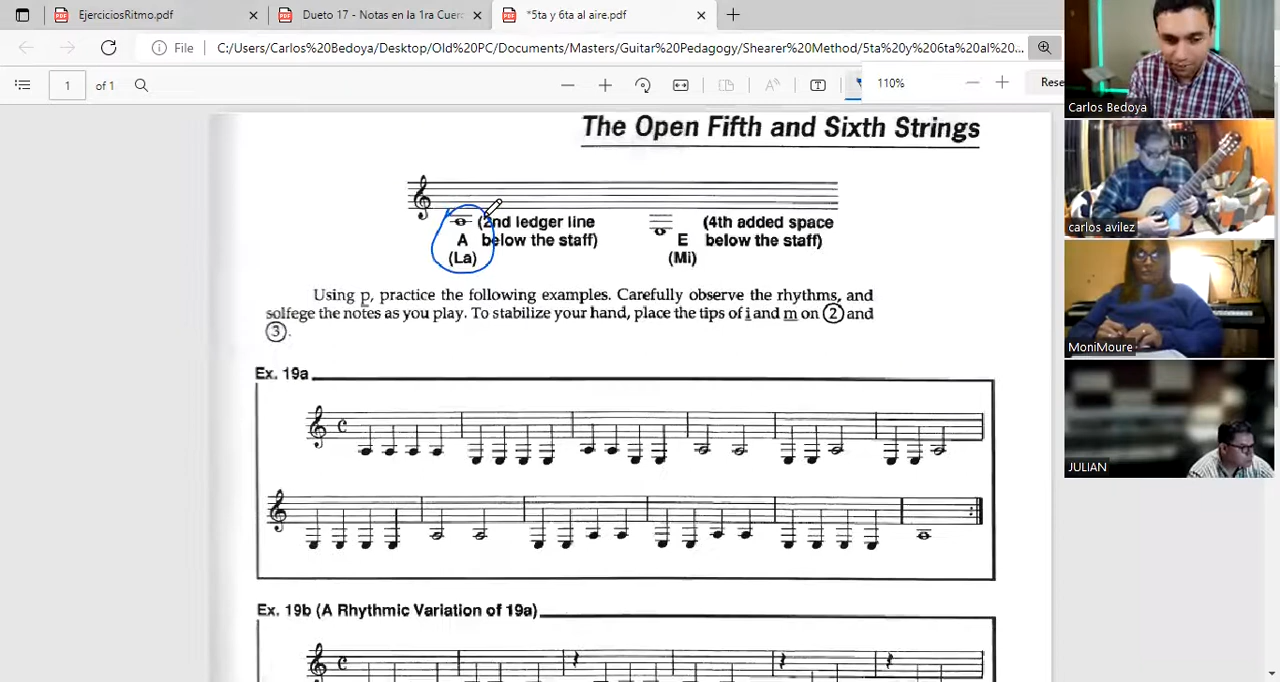 EjerciciosRitmo.pdf
Dueto 17 - Notas en la 1ra Cuer
*5ta y 6ta al aire.pdf
File
C:/Users/Carlos%20Bedoya/Desktop/Old%20PC/Documents/Masters/Guitar%20Pedagogy/Shearer%20Method/5ta%20y%206ta%20al%20...
1 of 1
110%
Rese
The Open Fifth and Sixth Strings
(2nd ledger line
below the staff)
A
(La)
(4th added space
below the staff)
E
(Mi)
Using p, practice the following examples. Carefully observe the rhythms, and
solfege the notes as you play. To stabilize your hand, place the tips of i and m on ② and
③.
Ex. 19a
Ex. 19b (A Rhythmic Variation of 19a)
Carlos Bedoya
carlos avilez
MoniMoure
JULIAN